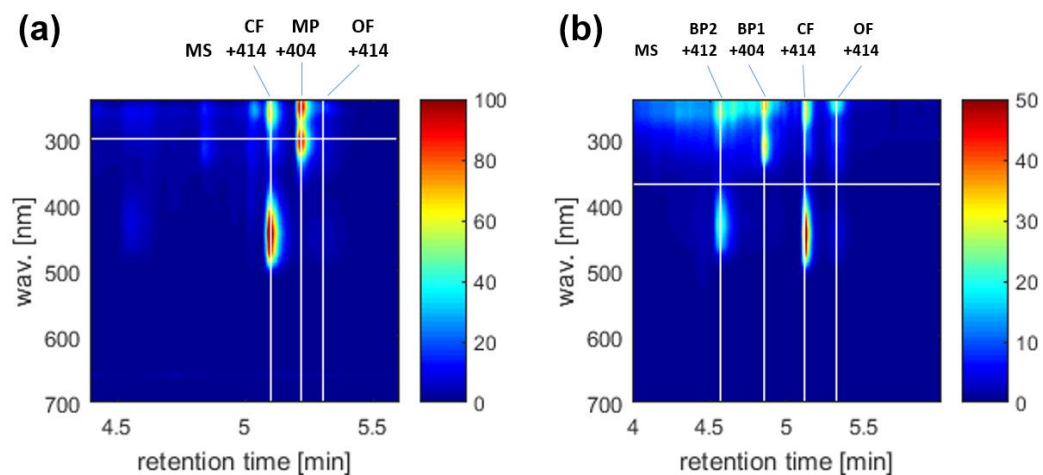 (a)
CF MP OF
MS +414 +404 +414
100
80
60
40
20
0
300
400
500
600
700
wav. [nm]
4.5 5 5.5
retention time [min]
(b)
BP2 BP1 CF OF
MS +412 +404 +414 +414
50
40
30
20
10
0
300
400
500
600
700
wav. [nm]
4 4.5 5 5.5
retention time [min]